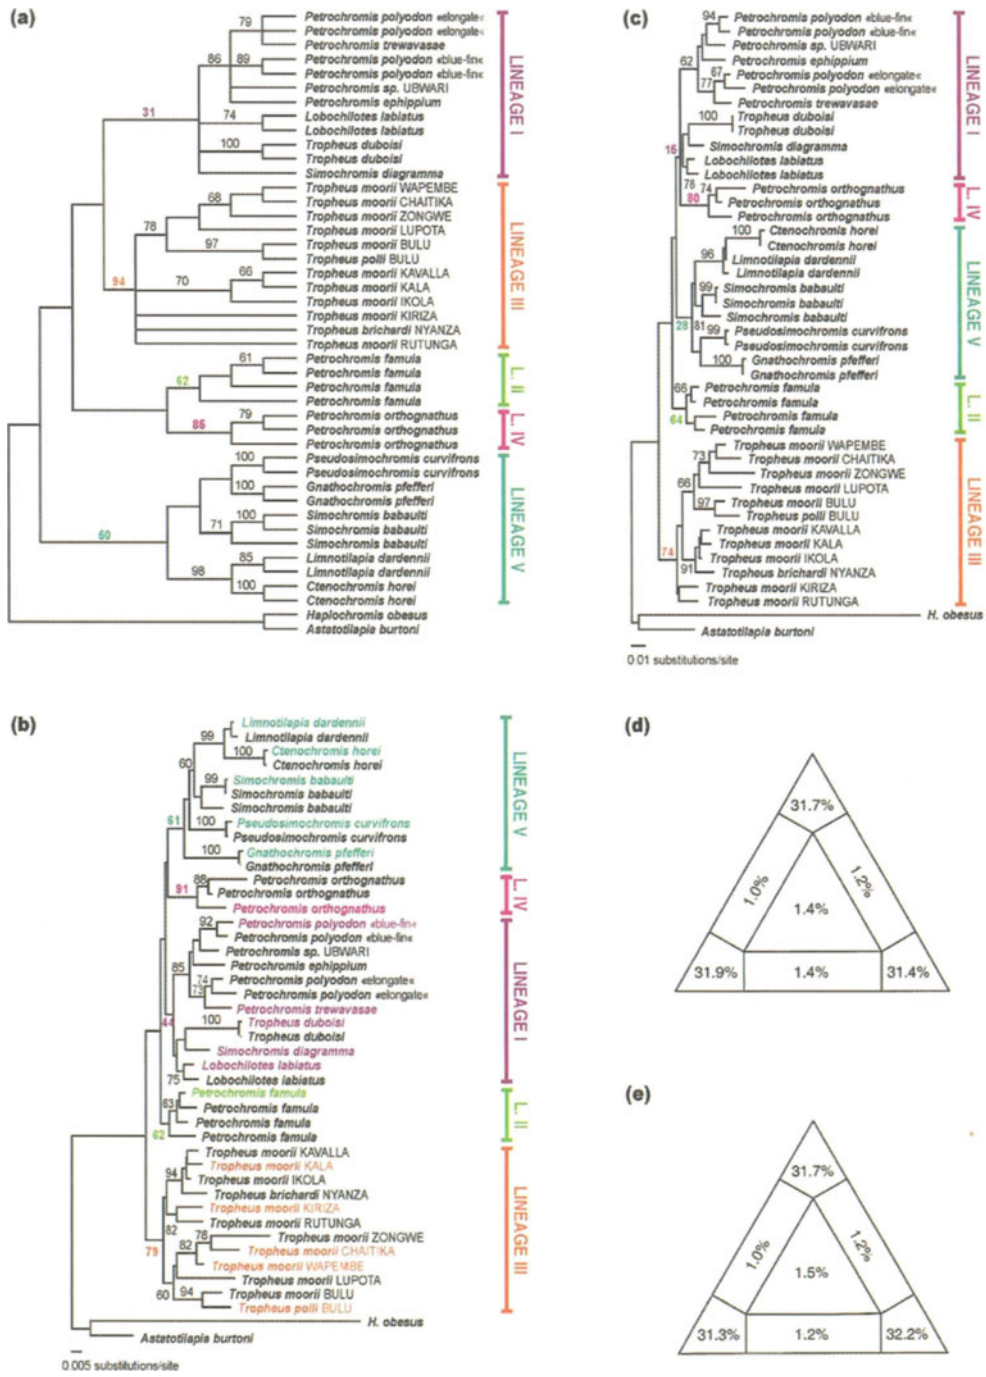 (a)
79
Petrochromis polyodon «elongate«
Petrochromis polyodon «elongate«
Petrochromis trewavasae
86
89
Petrochromis polyodon «blue-fin«
Petrochromis polyodon «blue-fin«
Petrochromis sp. UBWARI
Petrochromis ephippium
31
74
Lobochilotes labiatus
Lobochilotes labiatus
100
Tropheus duboisi
Tropheus duboisi
Simochromis diagramma
LINEAGE I
Tropheus moorii WAPEMBE
68
Tropheus moorii CHAITIKA
Tropheus moorii ZONGWE
78
Tropheus moorii LUPOTA
97
Tropheus moorii BULU
Tropheus polli BULU
94
70
66
Tropheus moorii KAVALLA
Tropheus moorii KALA
Tropheus moorii IKOLA
Tropheus moorii KIRIZA
Tropheus brichardi NYANZA
Tropheus moorii RUTUNGA
LINEAGE III
61
Petrochromis famula
Petrochromis famula
62
Petrochromis famula
Petrochromis famula
L. II
79
Petrochromis orthognathus
85
Petrochromis orthognathus
Petrochromis orthognathus
L. IV
100
Pseudosimochromis curvifrons
Pseudosimochromis curvifrons
100
Gnathochromis pfefferi
Gnathochromis pfefferi
71
100
Simochromis babaulti
Simochromis babaulti
Simochromis babaulti
60
98
85
Limnotilapia dardennii
Limnotilapia dardennii
100
Ctenochromis horei
Ctenochromis horei
LINEAGE V
Haplochromis obesus
Astatotilapia burtoni
(c)
94
Petrochromis polyodon «blue-fin«
Petrochromis polyodon «blue-fin«
Petrochromis sp. UBWARI
62
Petrochromis ephippium
67
Petrochromis polyodon «elongate«
77
Petrochromis polyodon «elongate«
Petrochromis trewavasae
100
Tropheus duboisi
Tropheus duboisi
15
Simochromis diagramma
Lobochilotes labiatus
Lobochilotes labiatus
LINEAGE I
78
74
Petrochromis orthognathus
80
Petrochromis orthognathus
Petrochromis orthognathus
L. IV
100
Ctenochromis horei
Ctenochromis horei
96
Limnotilapia dardennii
Limnotilapia dardennii
99
Simochromis babaulti
Simochromis babaulti
Simochromis babaulti
28
81
99
Pseudosimochromis curvifrons
Pseudosimochromis curvifrons
100
Gnathochromis pfefferi
Gnathochromis pfefferi
LINEAGE V
66
Petrochromis famula
Petrochromis famula
64
Petrochromis famula
Petrochromis famula
L. II
Tropheus moorii WAPEMBE
73
Tropheus moorii CHAITIKA
Tropheus moorii ZONGWE
66
Tropheus moorii LUPOTA
97
Tropheus moorii BULU
Tropheus polli BULU
Tropheus moorii KAVALLA
Tropheus moorii KALA
74
Tropheus moorii IKOLA
91
Tropheus brichardi NYANZA
Tropheus moorii KIRIZA
Tropheus moorii RUTUNGA
LINEAGE III
H. obesus
Astatotilapia burtoni
0.01 substitutions/site
(b)
Limnotilapia dardennii
99
Limnotilapia dardennii
100
Ctenochromis horei
Ctenochromis horei
60
99
Simochromis babaulti
Simochromis babaulti
Simochromis babaulti
61
100
Pseudosimochromis curvifrons
Pseudosimochromis curvifrons
100
Gnathochromis pfefferi
Gnathochromis pfefferi
LINEAGE V
88
Petrochromis orthognathus
91
Petrochromis orthognathus
Petrochromis orthognathus
L. IV
92
Petrochromis polyodon «blue-fin«
Petrochromis polyodon «blue-fin«
Petrochromis sp. UBWARI
85
Petrochromis ephippium
74
Petrochromis polyodon «elongate«
73
Petrochromis polyodon «elongate«
Petrochromis trewavasae
44
100
Tropheus duboisi
Tropheus duboisi
Simochromis diagramma
Lobochilotes labiatus
75
Lobochilotes labiatus
LINEAGE I
Petrochromis famula
63
Petrochromis famula
Petrochromis famula
62
Petrochromis famula
L. II
Tropheus moorii KAVALLA
94
Tropheus moorii KALA
Tropheus moorii IKOLA
Tropheus brichardi NYANZA
Tropheus moorii KIRIZA
82
Tropheus moorii RUTUNGA
79
78
Tropheus moorii ZONGWE
82
Tropheus moorii CHAITIKA
Tropheus moorii WAPEMBE
Tropheus moorii LUPOTA
60
94
Tropheus moorii BULU
Tropheus polli BULU
LINEAGE III
H. obesus
Astatotilapia burtoni
0.005 substitutions/site
(d)
31.7%
1.0%
1.2%
1.4%
31.9%
1.4%
31.4%
(e)
31.7%
1.0%
1.2%
1.5%
31.3%
1.2%
32.2%